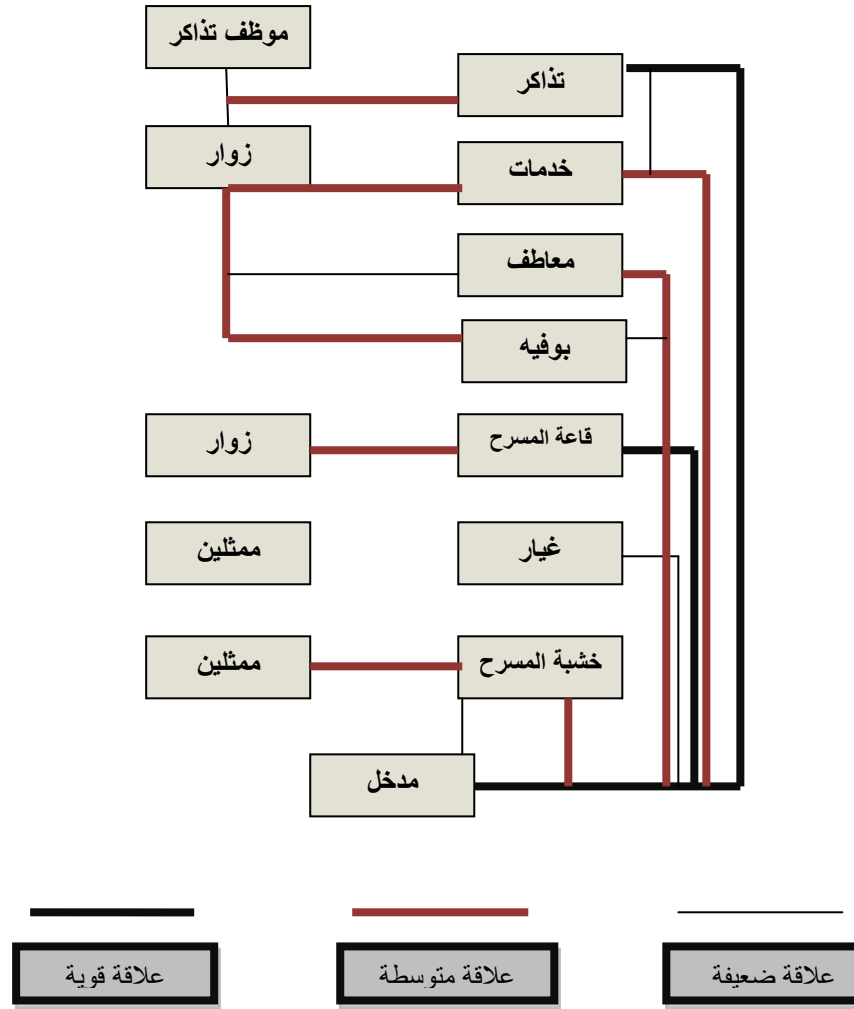 موظف تذاكر
تذاكر
زوار
خدمات
معاطف
بوفيه
زوار
قاعة المسرح
ممثلين
غيار
ممثلين
خشبة المسرح
مدخل
علاقة قوية
علاقة متوسطة
علاقة ضعيفة